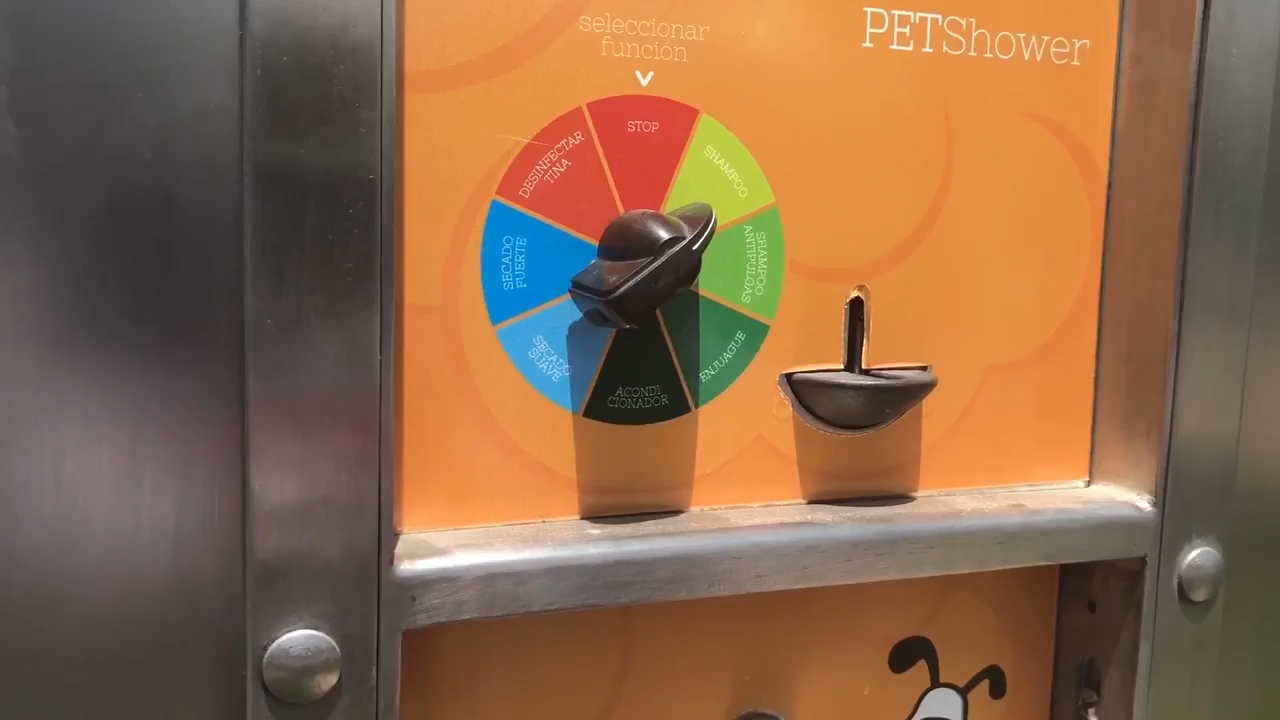 seleccionar
función
PETShower
STOP
SHAMPOO
SHAMPOO
ANTIPULGAS
ENJUAGUE
ACONDI
CIONADOR
SECADO
SUAVE
SECADO
FUERTE
DESINFECTAR
TINA